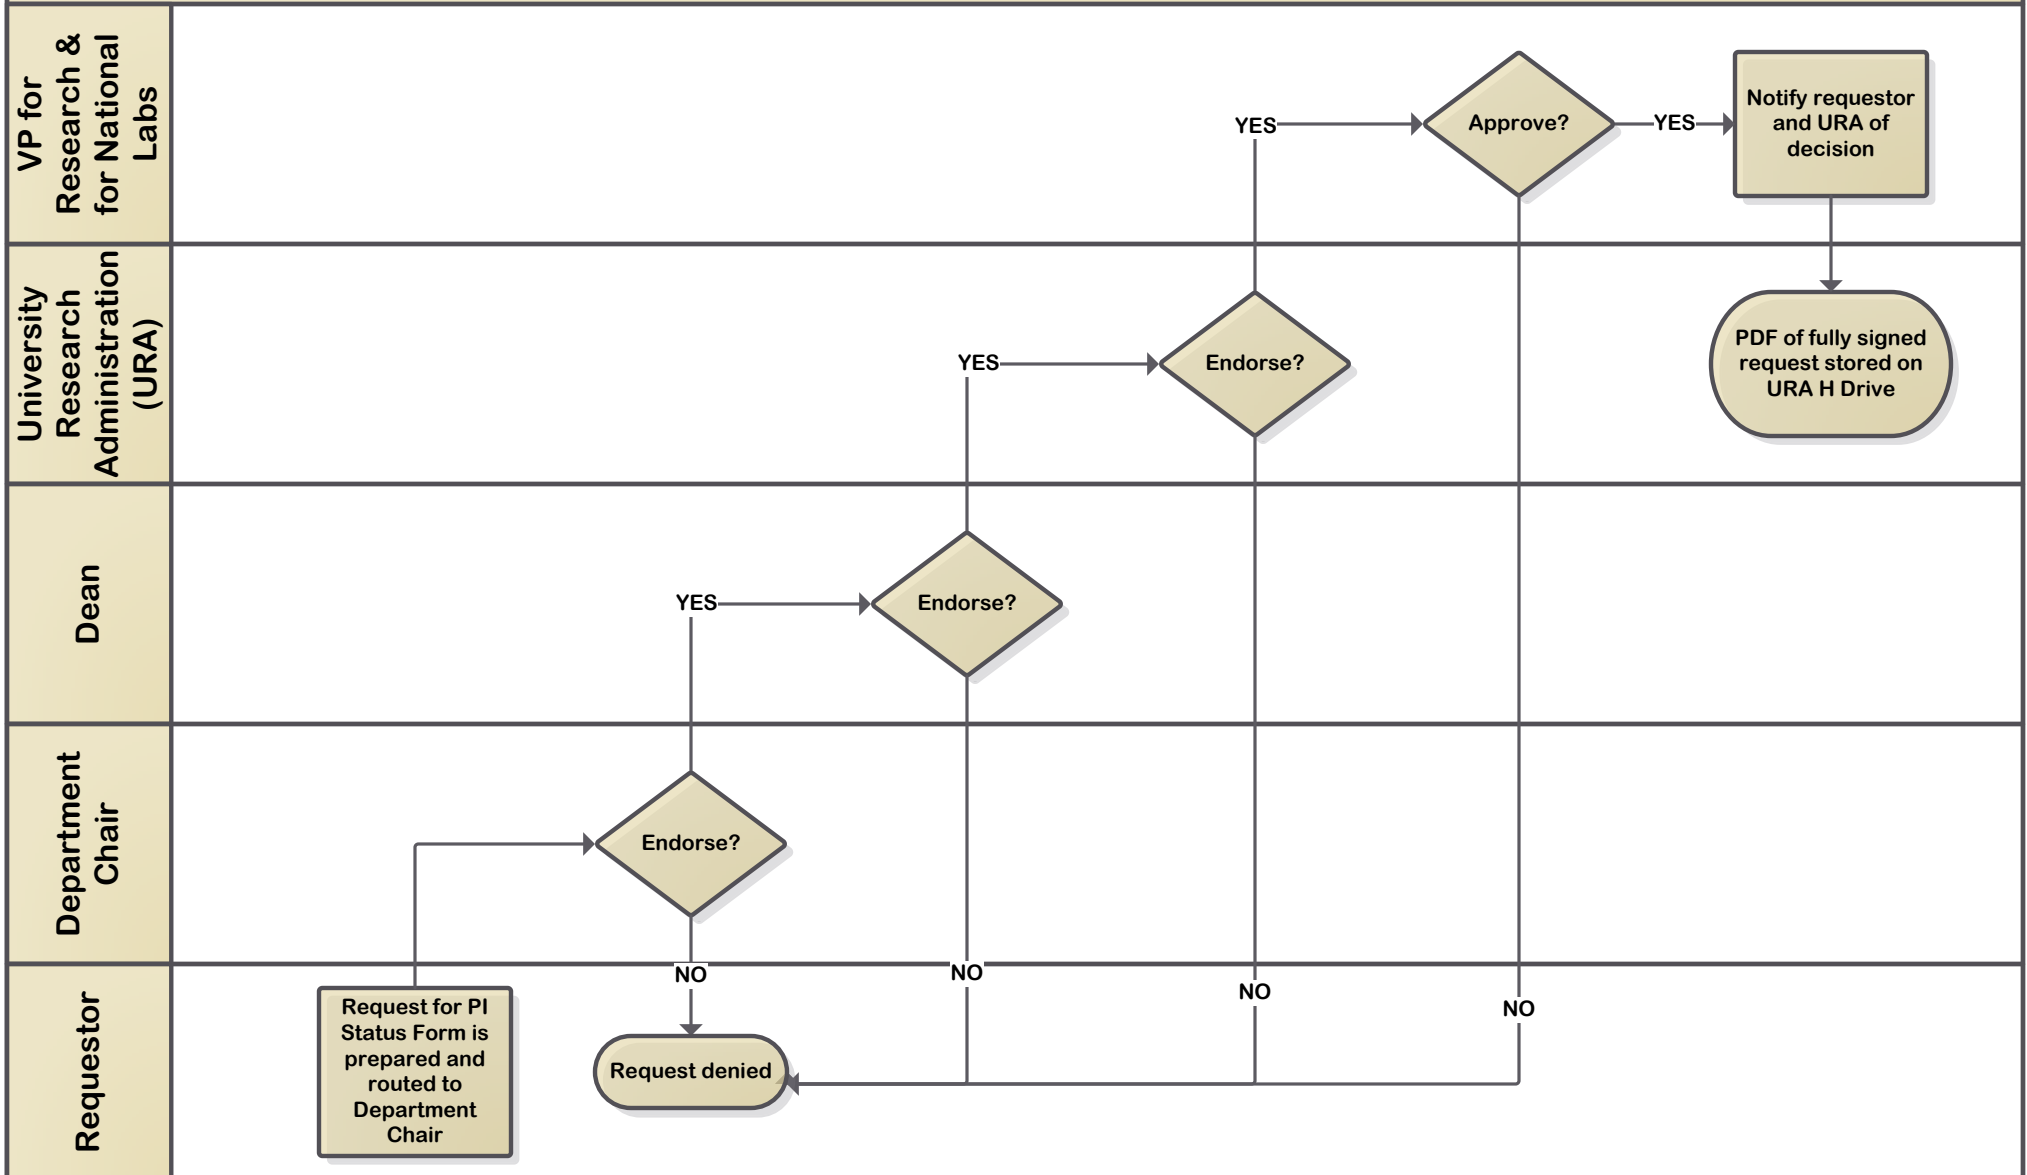 VP for
Research &
for National
Labs
Approve?
YES
YES
Notify requestor
and URA of
decision
University
Research
Administration
(URA)
YES
Endorse?
PDF of fully signed
request stored on
URA H Drive
Dean
YES
Endorse?
Department
Chair
Endorse?
Requestor
NO
NO
NO
NO
Request for PI
Status Form is
prepared and
routed to
Department
Chair
Request denied